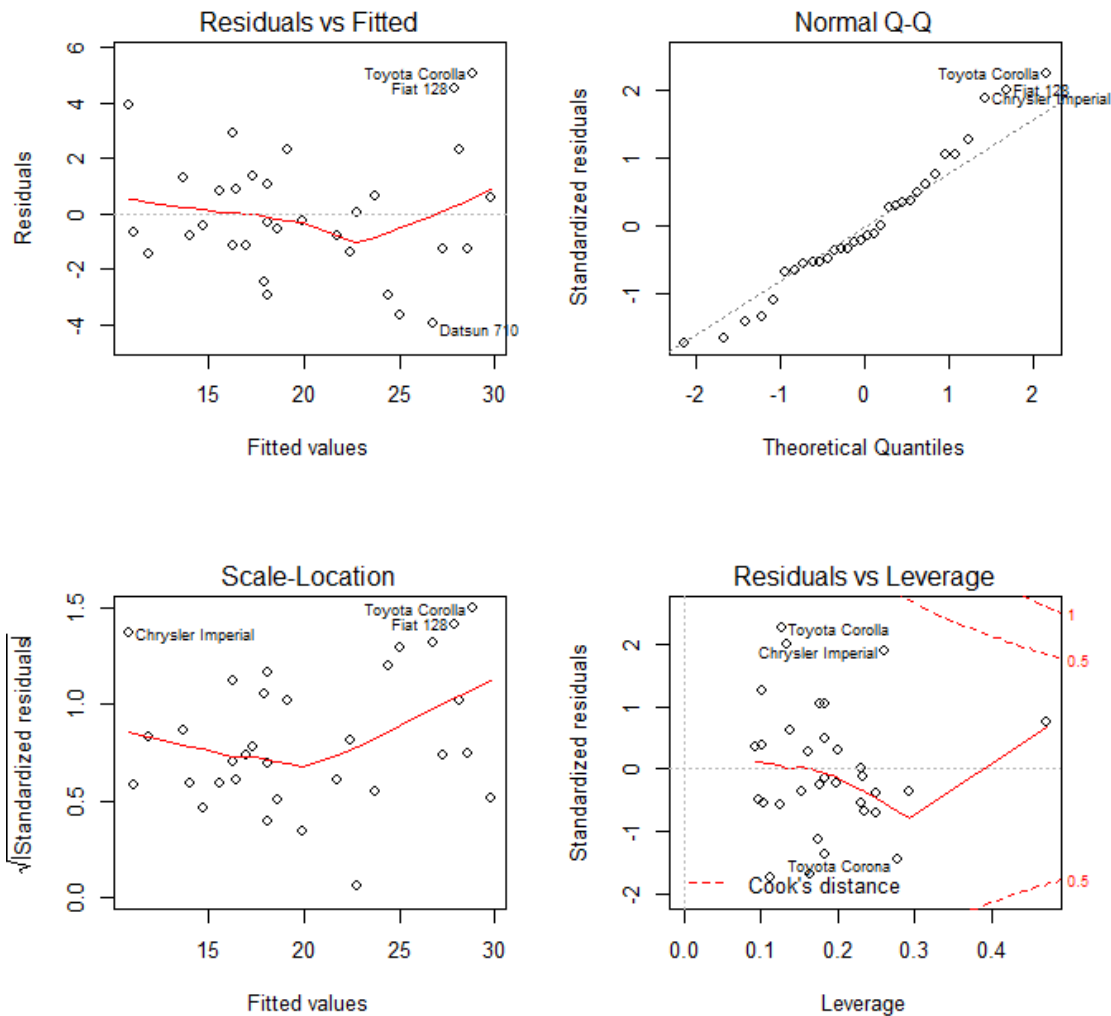 Residuals vs Fitted
Residuals
6
4
2
0
-2
-4
Toyota Corolla
Fiat 128
Datsun 710
15 20 25 30
Fitted values
Normal Q-Q
Standardized residuals
2
1
0
-1
Toyota Corolla
Fiat 128
Chrysler Imperial
-2 -1 0 1 2
Theoretical Quantiles
Scale-Location
√|Standardized residuals|
1.5
1.0
0.5
0.0
Toyota Corolla
Fiat 128
Chrysler Imperial
15 20 25 30
Fitted values
Residuals vs Leverage
Standardized residuals
2
1
0
-1
-2
1
0.5
0.5
Toyota Corolla
Chrysler Imperial
Toyota Corona
Cook's distance
0.0 0.1 0.2 0.3 0.4
Leverage